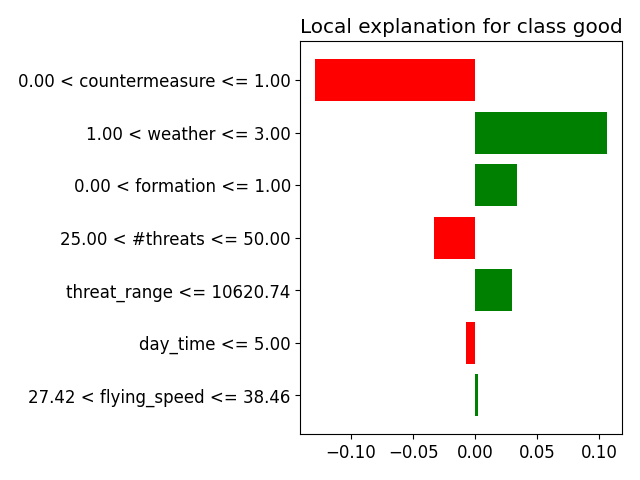 Local explanation for class good
0.00 < countermeasure <= 1.00
1.00 < weather <= 3.00
0.00 < formation <= 1.00
25.00 < #threats <= 50.00
threat_range <= 10620.74
day_time <= 5.00
27.42 < flying_speed <= 38.46
−0.10 −0.05 0.00 0.05 0.10